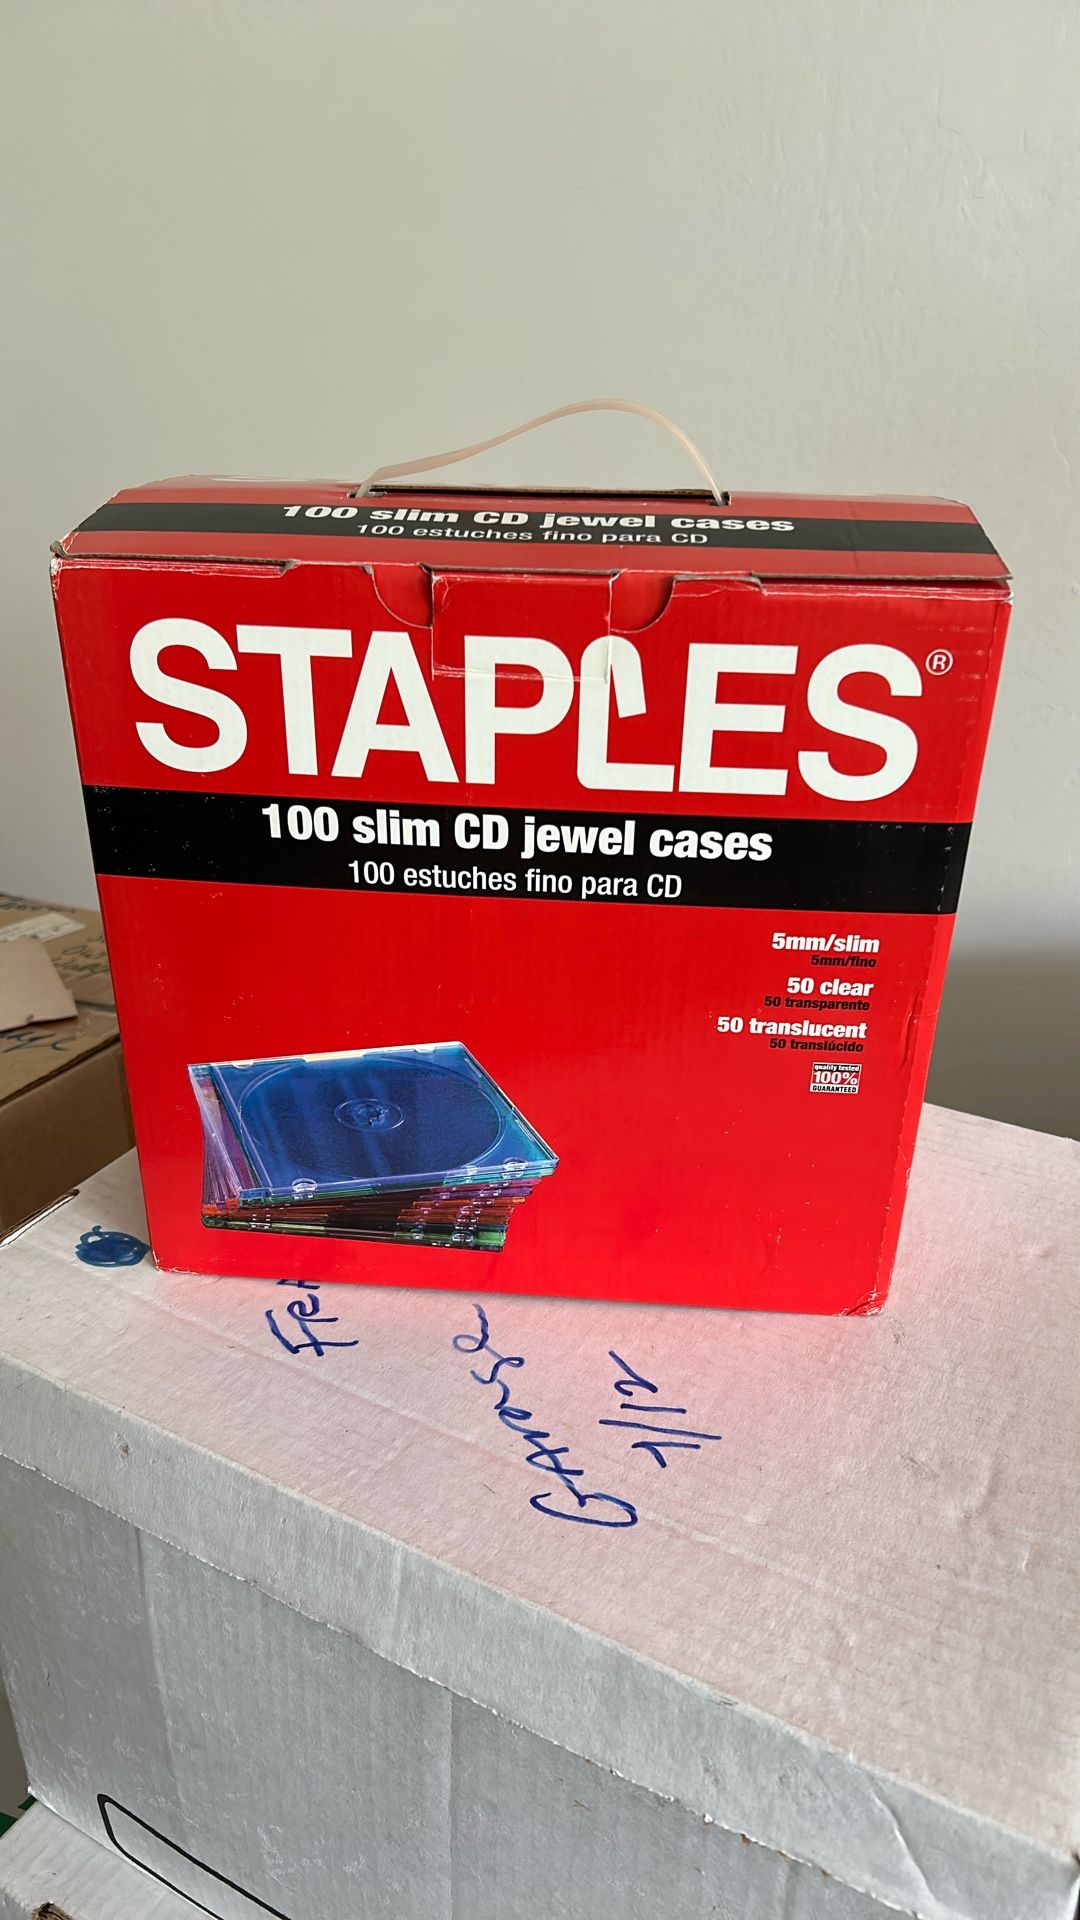 100 slim CD jewel cases
100 estuches fino para CD
STAPLES®
100 slim CD jewel cases
100 estuches fino para CD
5mm/slim
5mm/fino
50 clear
50 transparente
50 translucent
50 translúcido
quality tested
100%
GUARANTEED